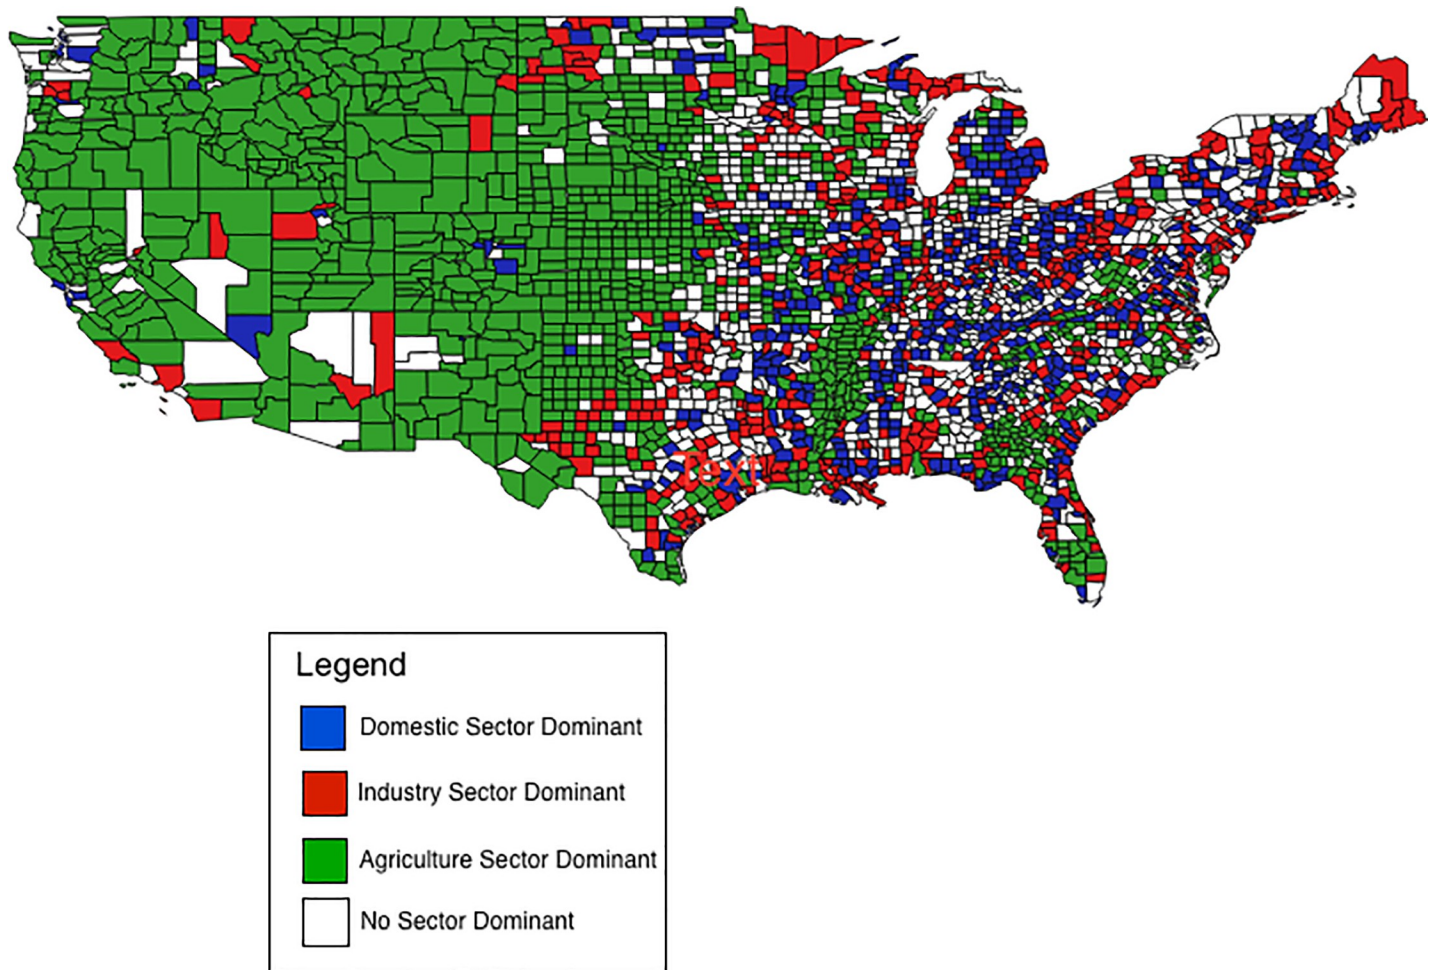 Text
Legend
Domestic Sector Dominant
Industry Sector Dominant
Agriculture Sector Dominant
No Sector Dominant